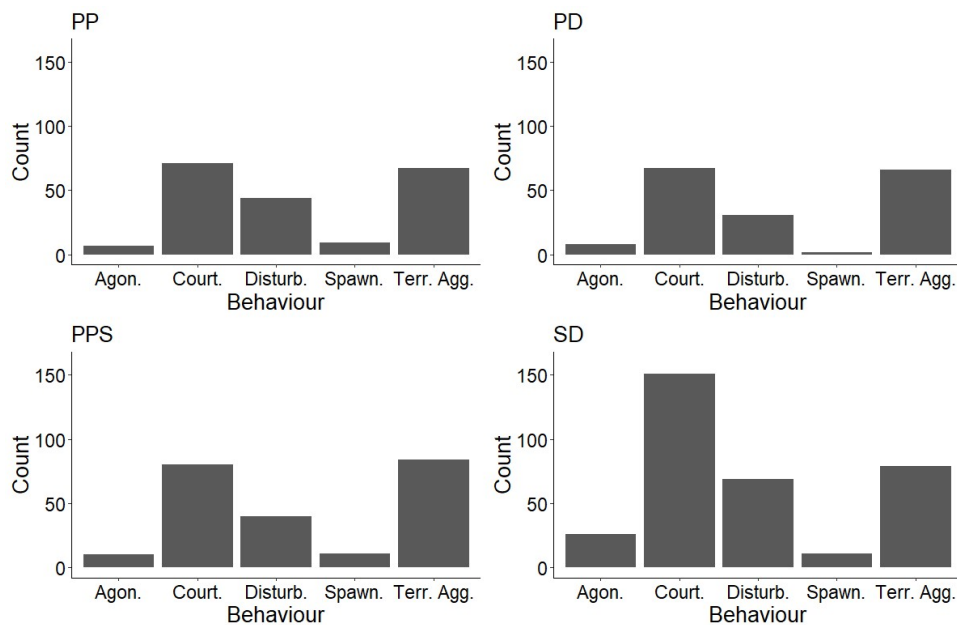 PP
150
100
50
0
Count
Agon. Court. Disturb. Spawn. Terr. Agg.
Behaviour
PD
150
100
50
0
Count
Agon. Court. Disturb. Spawn. Terr. Agg.
Behaviour
PPS
150
100
50
0
Count
Agon. Court. Disturb. Spawn. Terr. Agg.
Behaviour
SD
150
100
50
0
Count
Agon. Court. Disturb. Spawn. Terr. Agg.
Behaviour